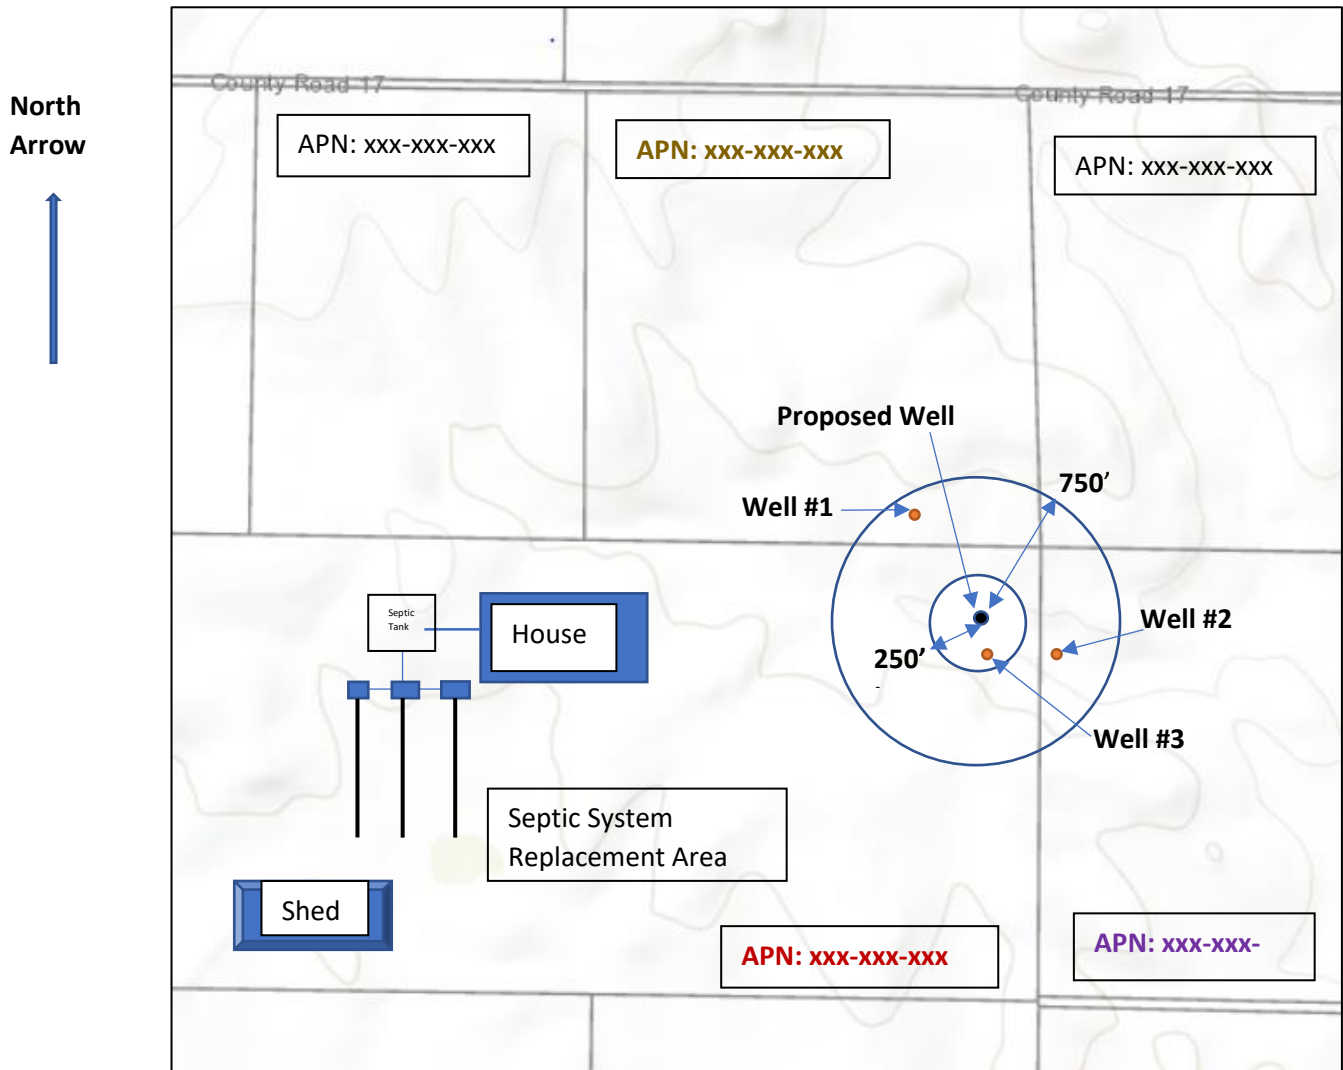 County Road 17
County Road 17
North
Arrow
APN: xxx-xxx-xxx
APN: xxx-xxx-xxx
APN: xxx-xxx-xxx
Proposed Well
750’
Well #1
Septic
Tank
House
Well #2
250’
Well #3
Septic System
Replacement Area
Shed
APN: xxx-xxx-xxx
APN: xxx-xxx-